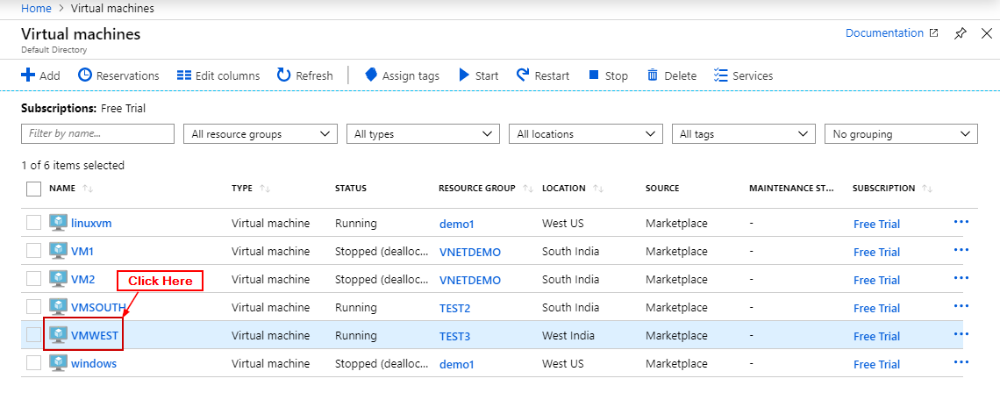 Home > Virtual machines
Virtual machines
Documentation
Default Directory
Add Reservations Edit columns Refresh Assign tags Start Restart Stop Delete Services
Subscriptions: Free Trial
Filter by name... All resource groups All types All locations All tags No grouping
1 of 6 items selected
NAME TYPE STATUS RESOURCE GROUP LOCATION SOURCE MAINTENANCE ST... SUBSCRIPTION
linuxvm Virtual machine Running demo1 West US Marketplace - Free Trial ...
VM1 Virtual machine Stopped (dealloc... VNETDEMO South India Marketplace - Free Trial ...
VM2 Virtual machine Stopped (dealloc... VNETDEMO South India Marketplace - Free Trial ...
Click Here
VMSOUTH Virtual machine Running TEST2 South India Marketplace - Free Trial ...
VMWEST Virtual machine Running TEST3 West India Marketplace - Free Trial ...
windows Virtual machine Stopped (dealloc... demo1 West US Marketplace - Free Trial ...